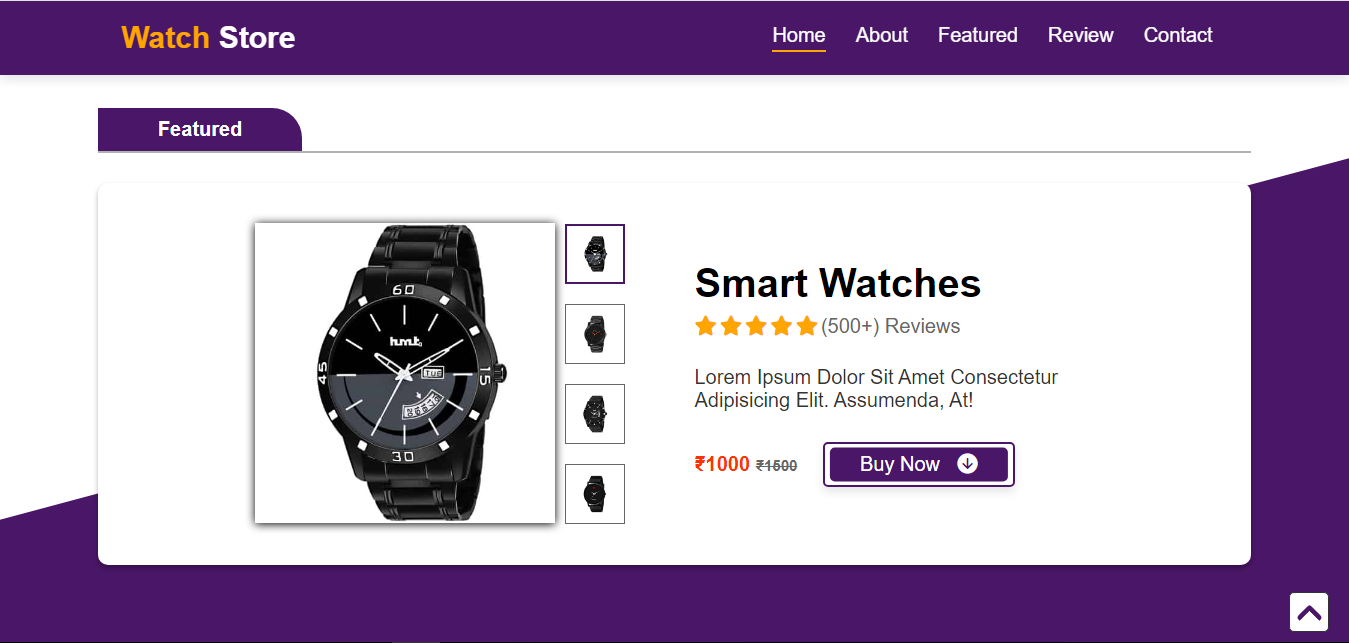 Watch Store
Home About Featured Review Contact
Featured
60
hmt
TUE
45
15
30
Smart Watches
(500+) Reviews
Lorem Ipsum Dolor Sit Amet Consectetur
Adipisicing Elit. Assumenda, At!
₹1000 ₹1500
Buy Now